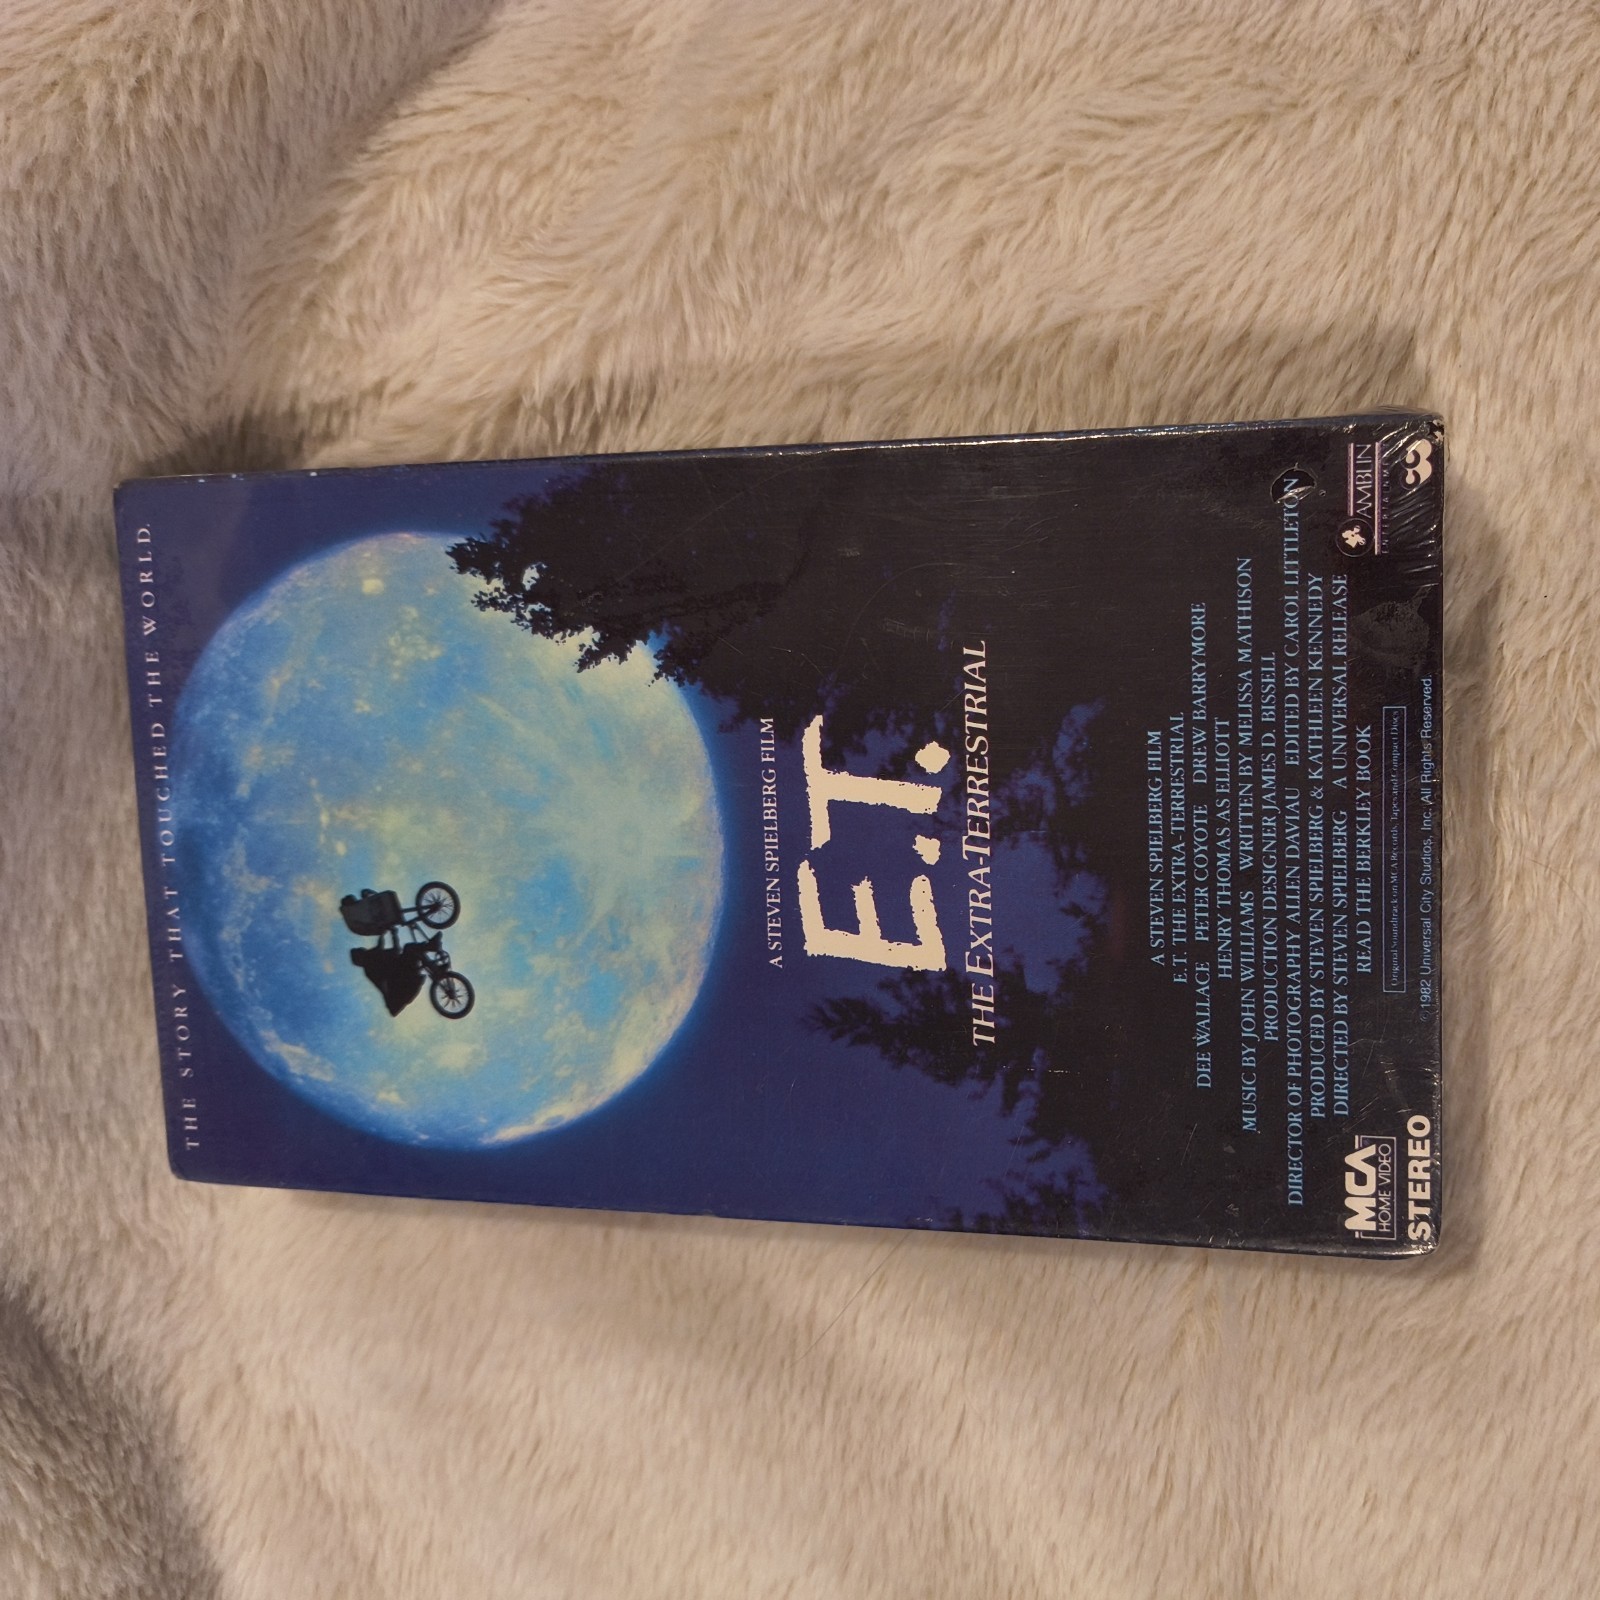 THE STORY THAT TOUCHED THE WORLD.
A STEVEN SPIELBERG FILM
E.T.
THE EXTRA-TERRESTRIAL
A STEVEN SPIELBERG FILM
E.T. THE EXTRA-TERRESTRIAL
DEE WALLACE PETER COYOTE DREW BARRYMORE
HENRY THOMAS AS ELLIOTT
MUSIC BY JOHN WILLIAMS WRITTEN BY MELISSA MATHISON
PRODUCTION DESIGNER JAMES D. BISSELL
DIRECTOR OF PHOTOGRAPHY ALLEN DAVIAU EDITED BY CAROL LITTLETON
PRODUCED BY STEVEN SPIELBERG & KATHLEEN KENNEDY
DIRECTED BY STEVEN SPIELBERG A UNIVERSAL RELEASE
READ THE BERKLEY BOOK
Original Soundtrack on MCA Records, Tapes and Compact Discs
©1982 Universal City Studios, Inc. All Rights Reserved.
MCA
HOME VIDEO
STEREO
AMBLIN
ENTERTAINMENT